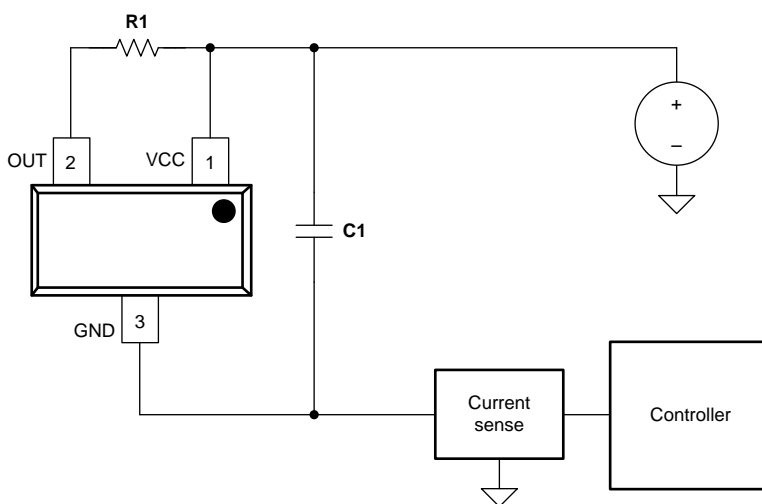 R1
+
–
OUT
2
VCC
1
C1
GND
3
Current
sense
Controller